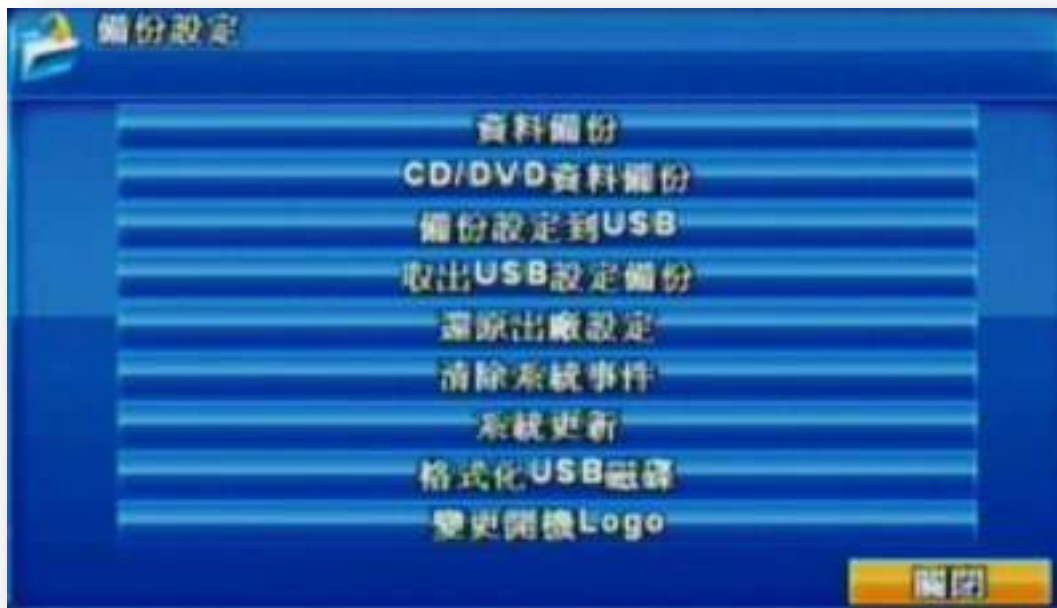 備份設定
資料備份
CD/DVD資料備份
備份設定到USB
取出USB設定備份
還原出廠設定
清除系統事件
系統更新
格式化USB磁碟
變更開機Logo
關閉